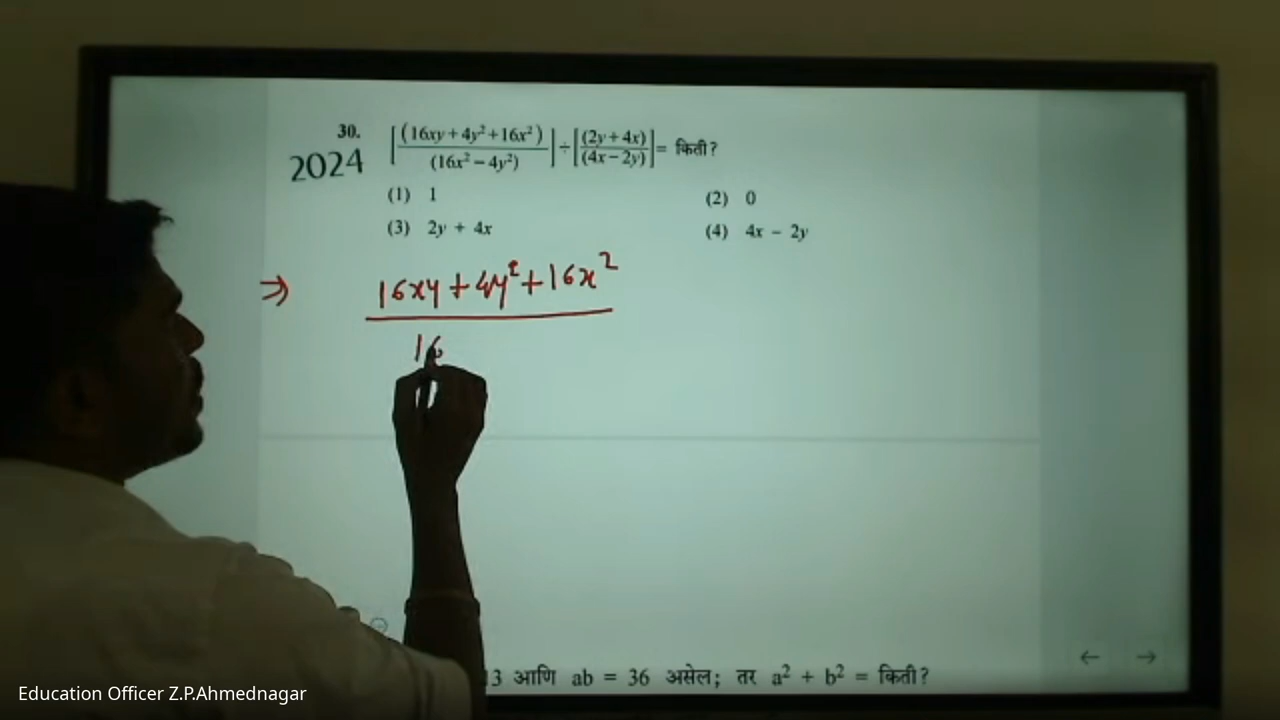 30. [(16xy + 4y² + 16x²) / (16x² − 4y²)] ÷ [(2y + 4x) / (4x − 2y)] = किती?
2024
(1) 1 (2) 0
(3) 2y + 4x (4) 4x − 2y
⇒ 16xy + 4y² + 16x²
16
13 आणि ab = 36 असेल; तर a² + b² = किती?
Education Officer Z.P.Ahmednagar